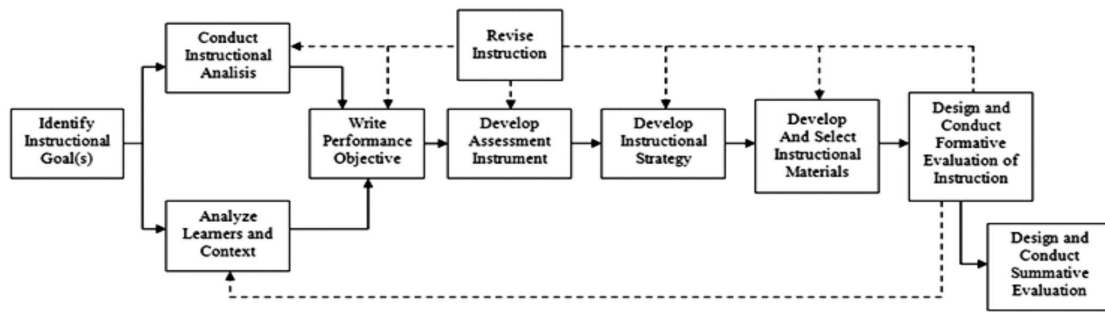 Conduct
Instructional
Analisis
Revise
Instruction
Identify
Instructional
Goal(s)
Write
Performance
Objective
Develop
Assessment
Instrument
Develop
Instructional
Strategy
Develop
And Select
Instructional
Materials
Design and
Conduct
Formative
Evaluation of
Instruction
Analyze
Learners and
Context
Design and
Conduct
Summative
Evaluation